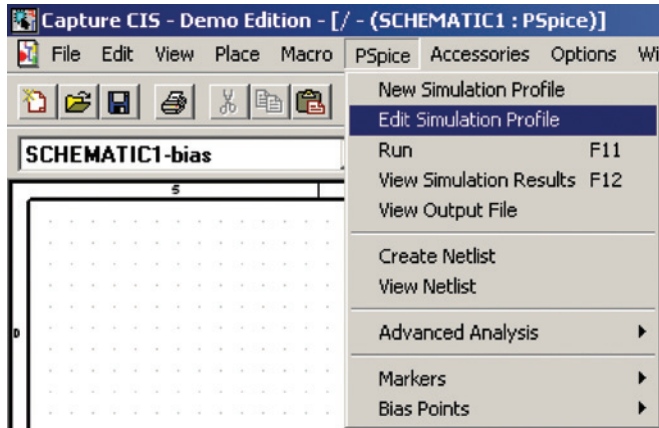 Capture CIS - Demo Edition - [/ - (SCHEMATIC1 : PSpice)]
File Edit View Place Macro PSpice Accessories Options Wi
New Simulation Profile
Edit Simulation Profile
SCHEMATIC1-bias
Run F11
View Simulation Results F12
5
View Output File
Create Netlist
View Netlist
D
Advanced Analysis
Markers
Bias Points